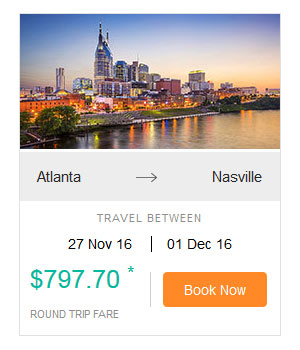 Atlanta → Nasville
TRAVEL BETWEEN
27 Nov 16 | 01 Dec 16
$797.70 *
Book Now
ROUND TRIP FARE